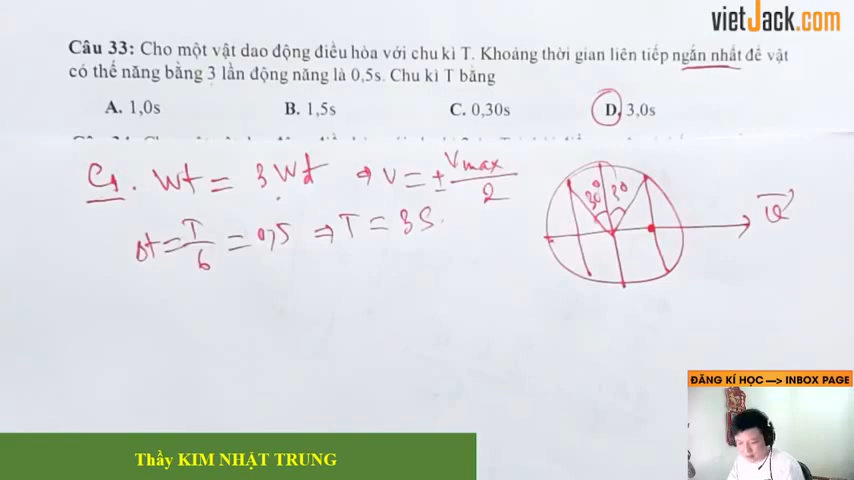 vietJack.com
Câu 33: Cho một vật dao động điều hòa với chu kì T. Khoảng thời gian liên tiếp ngắn nhất để vật
có thế năng bằng 3 lần động năng là 0,5s. Chu kì T bằng
A. 1,0s B. 1,5s C. 0,30s D. 3,0s
G. Wt = 3 Wđ → V = ± Vmax/2
30° 30
Δt = T/6 = 0,5 → T = 3S.
ĐĂNG KÍ HỌC —> INBOX PAGE
Thầy KIM NHẬT TRUNG